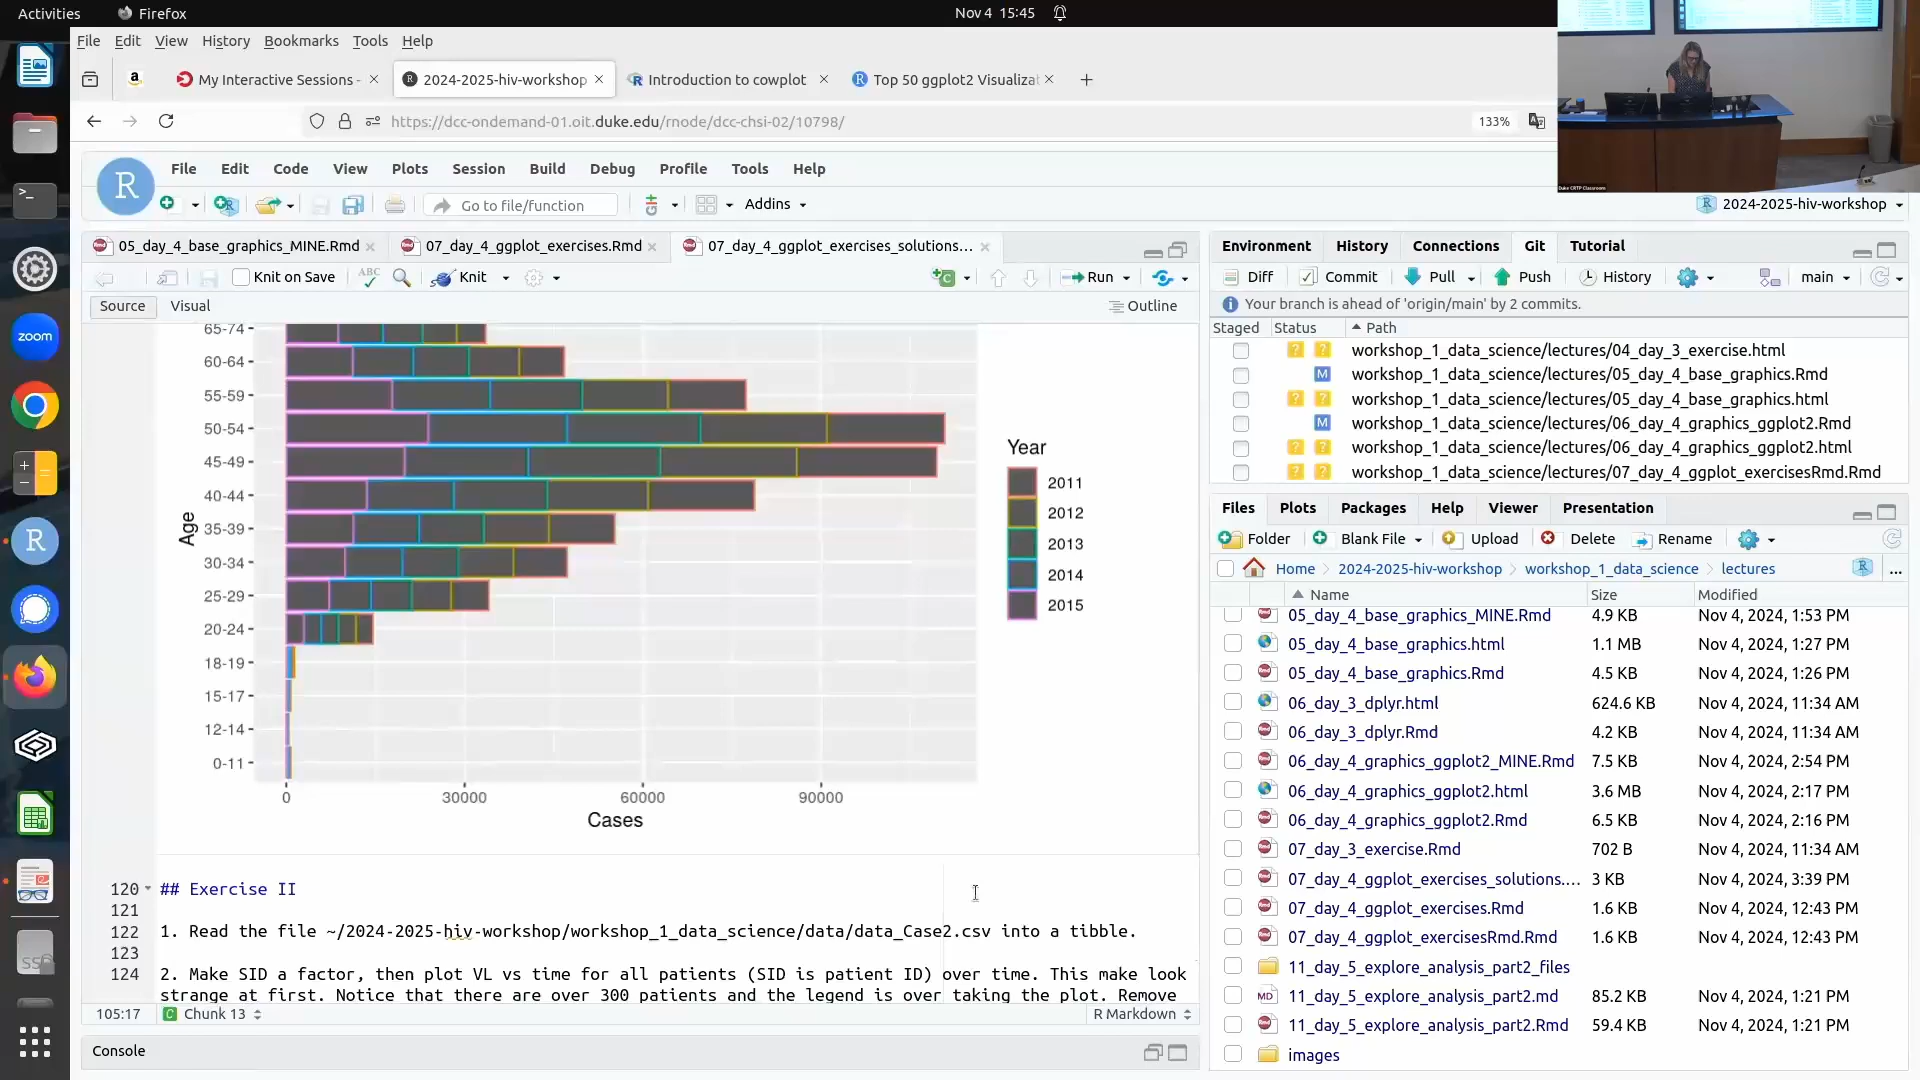 Activities Firefox Nov 4 15:45
File Edit View History Bookmarks Tools Help
My Interactive Sessions - 2024-2025-hiv-workshop Introduction to cowplot Top 50 ggplot2 Visualizat
https://dcc-ondemand-01.oit.duke.edu/rnode/dcc-chsi-02/10798/ 133%
File Edit Code View Plots Session Build Debug Profile Tools Help
Duke CRTP Classroom
Go to file/function Addins 2024-2025-hiv-workshop
05_day_4_base_graphics_MINE.Rmd 07_day_4_ggplot_exercises.Rmd 07_day_4_ggplot_exercises_solutions...
Knit on Save ABC Knit Run
Source Visual Outline
65-74
60-64
55-59
50-54
45-49
40-44
35-39
30-34
25-29
20-24
18-19
15-17
12-14
0-11
Age
0 30000 60000 90000
Cases
Year
2011
2012
2013
2014
2015
120 ## Exercise II
121
122 1. Read the file ~/2024-2025-hiv-workshop/workshop_1_data_science/data/data_Case2.csv into a tibble.
123
124 2. Make SID a factor, then plot VL vs time for all patients (SID is patient ID) over time. This make look
strange at first. Notice that there are over 300 patients and the legend is over taking the plot. Remove
105:17 Chunk 13 R Markdown
Console
Environment History Connections Git Tutorial
Diff Commit Pull Push History main
Your branch is ahead of 'origin/main' by 2 commits.
Staged Status Path
? ? workshop_1_data_science/lectures/04_day_3_exercise.html
M workshop_1_data_science/lectures/05_day_4_base_graphics.Rmd
? ? workshop_1_data_science/lectures/05_day_4_base_graphics.html
M workshop_1_data_science/lectures/06_day_4_graphics_ggplot2.Rmd
? ? workshop_1_data_science/lectures/06_day_4_graphics_ggplot2.html
? ? workshop_1_data_science/lectures/07_day_4_ggplot_exercisesRmd.Rmd
Files Plots Packages Help Viewer Presentation
Folder Blank File Upload Delete Rename
Home 2024-2025-hiv-workshop workshop_1_data_science lectures ...
Name Size Modified
05_day_4_base_graphics_MINE.Rmd 4.9 KB Nov 4, 2024, 1:53 PM
05_day_4_base_graphics.html 1.1 MB Nov 4, 2024, 1:27 PM
05_day_4_base_graphics.Rmd 4.5 KB Nov 4, 2024, 1:26 PM
06_day_3_dplyr.html 624.6 KB Nov 4, 2024, 11:34 AM
06_day_3_dplyr.Rmd 4.2 KB Nov 4, 2024, 11:34 AM
06_day_4_graphics_ggplot2_MINE.Rmd 7.5 KB Nov 4, 2024, 2:54 PM
06_day_4_graphics_ggplot2.html 3.6 MB Nov 4, 2024, 2:17 PM
06_day_4_graphics_ggplot2.Rmd 6.5 KB Nov 4, 2024, 2:16 PM
07_day_3_exercise.Rmd 702 B Nov 4, 2024, 11:34 AM
07_day_4_ggplot_exercises_solutions.... 3 KB Nov 4, 2024, 3:39 PM
07_day_4_ggplot_exercises.Rmd 1.6 KB Nov 4, 2024, 12:43 PM
07_day_4_ggplot_exercisesRmd.Rmd 1.6 KB Nov 4, 2024, 12:43 PM
11_day_5_explore_analysis_part2_files
11_day_5_explore_analysis_part2.md 85.2 KB Nov 4, 2024, 1:21 PM
11_day_5_explore_analysis_part2.Rmd 59.4 KB Nov 4, 2024, 1:21 PM
images
zoom